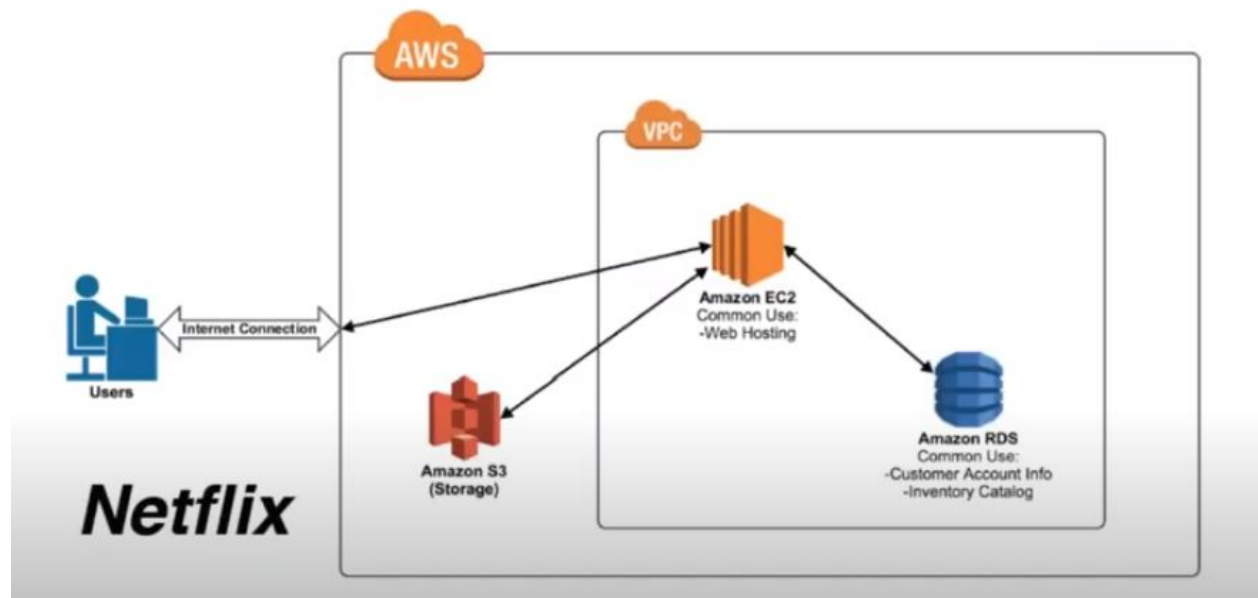 AWS
VPC
Amazon EC2
Common Use:
-Web Hosting
Internet Connection
Users
Amazon S3
(Storage)
Amazon RDS
Common Use:
-Customer Account Info
-Inventory Catalog
Netflix